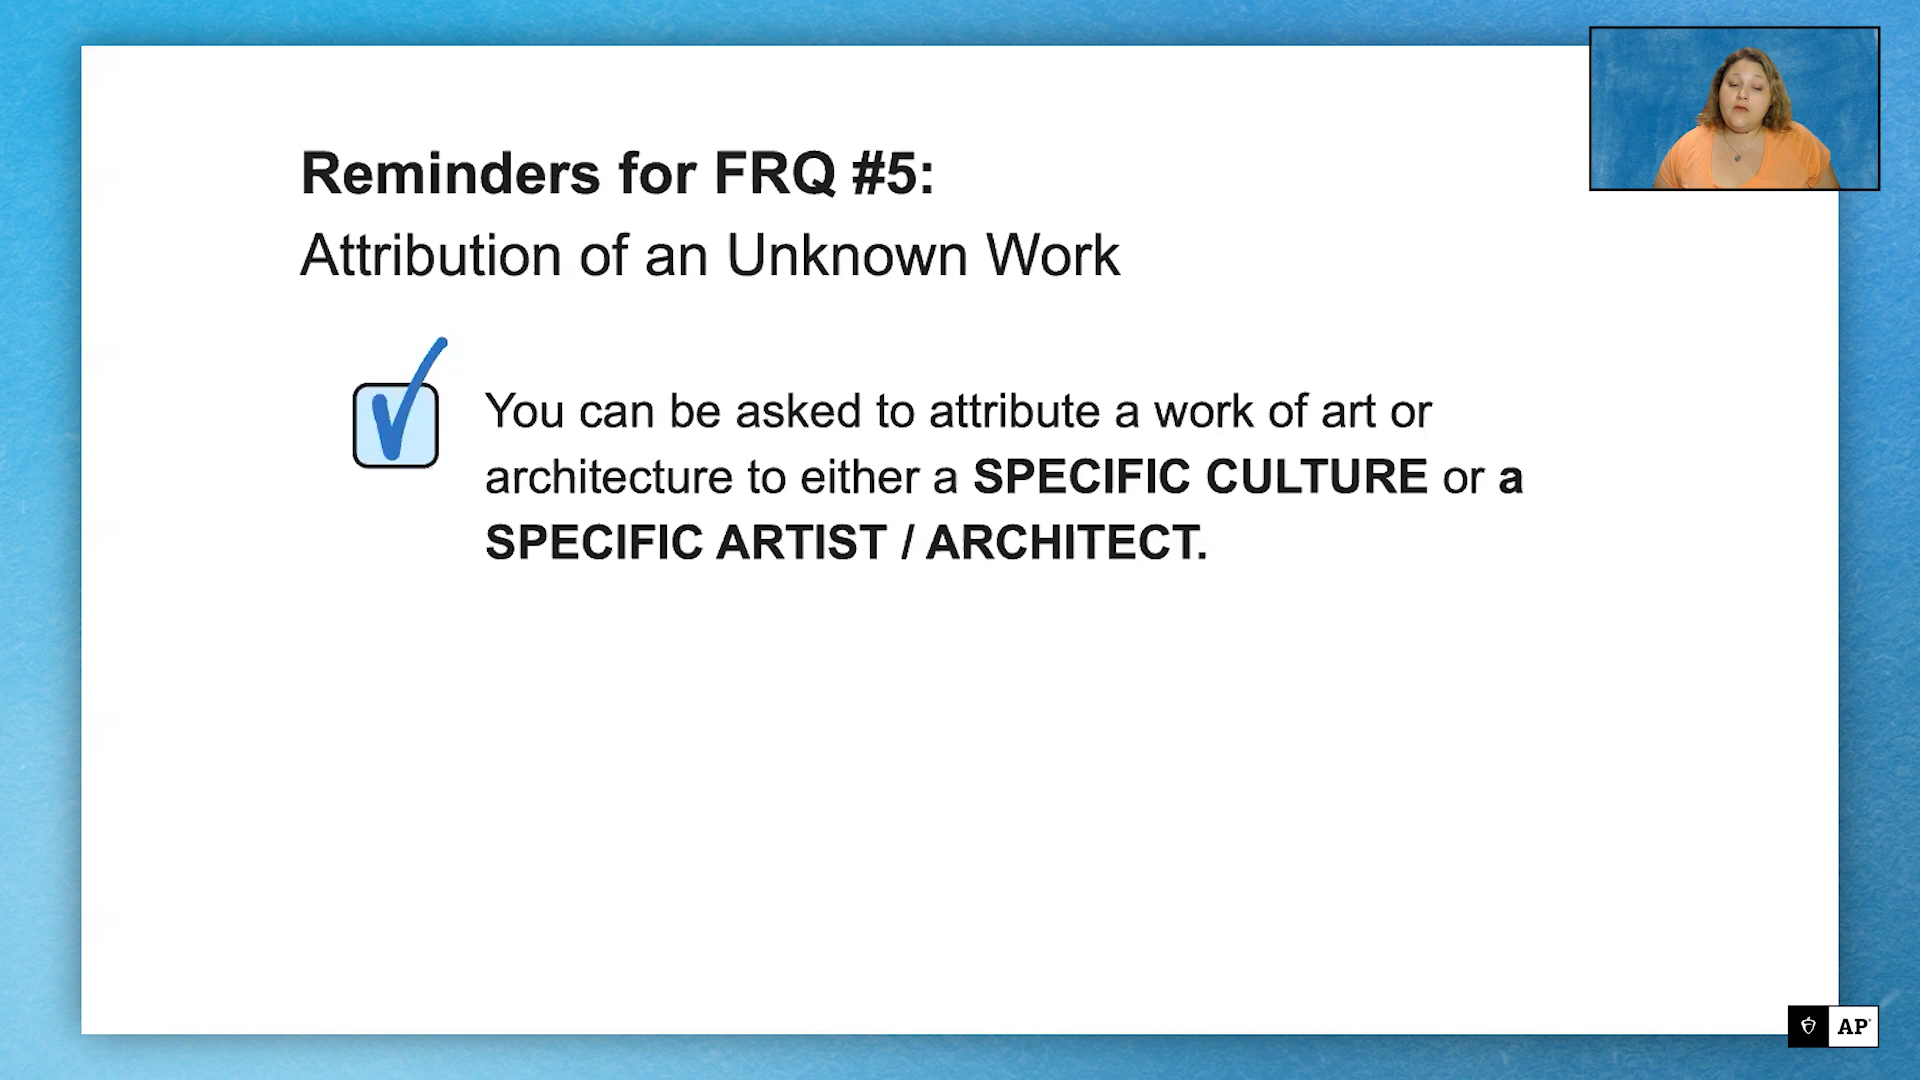 Reminders for FRQ #5:
Attribution of an Unknown Work
You can be asked to attribute a work of art or
architecture to either a SPECIFIC CULTURE or a
SPECIFIC ARTIST / ARCHITECT.
AP